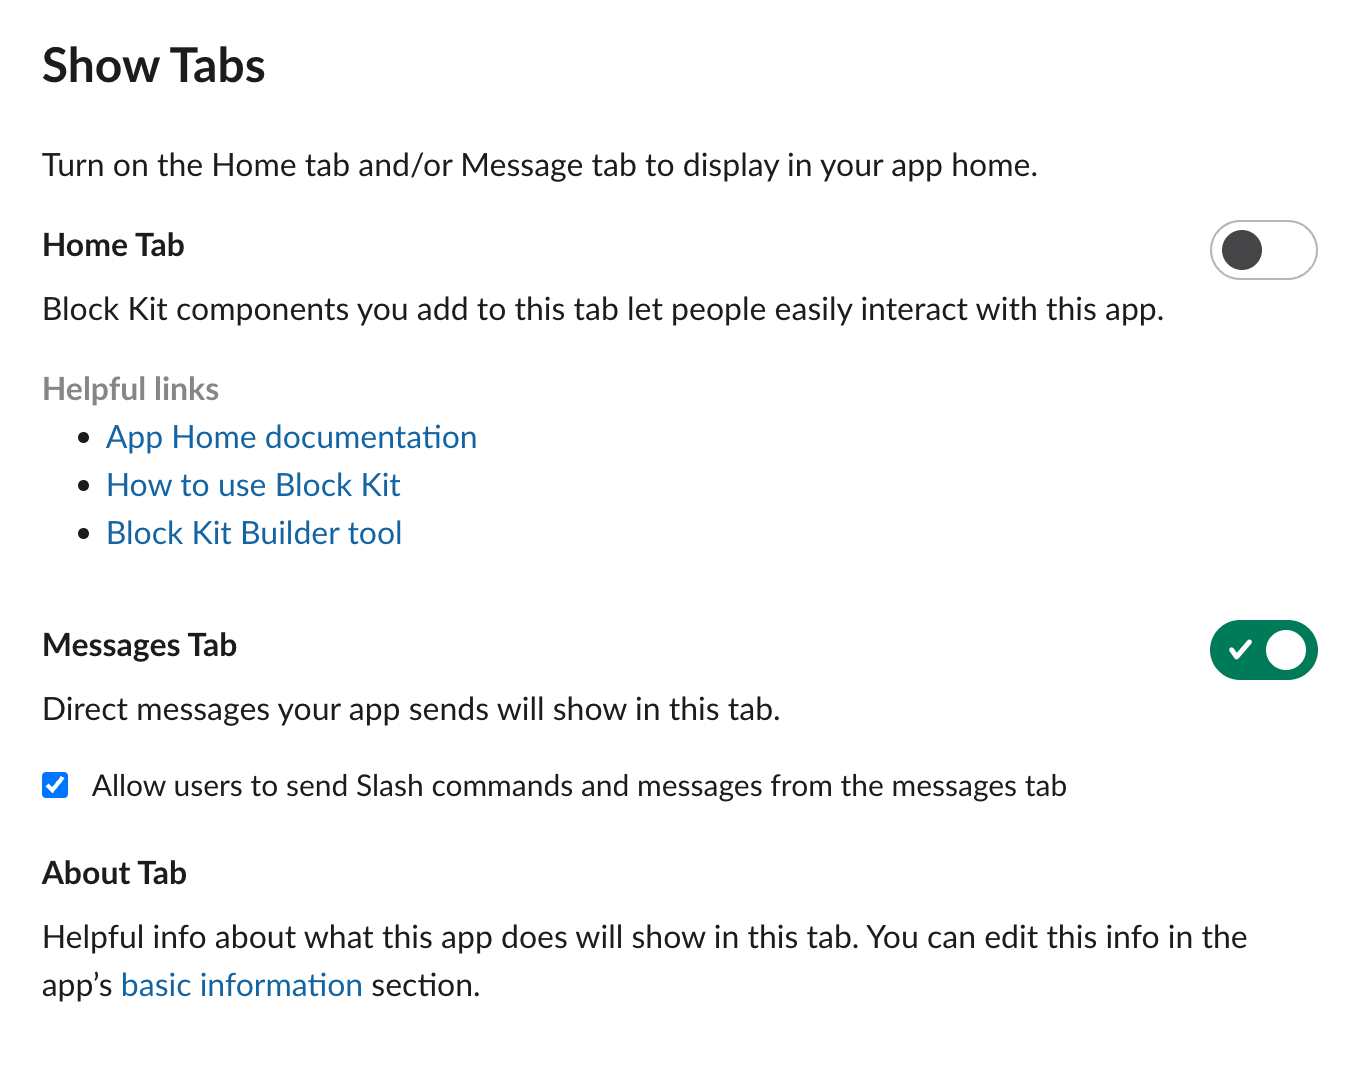 Show Tabs
Turn on the Home tab and/or Message tab to display in your app home.
Home Tab
Block Kit components you add to this tab let people easily interact with this app.
Helpful links
App Home documentation
How to use Block Kit
Block Kit Builder tool
Messages Tab
Direct messages your app sends will show in this tab.
Allow users to send Slash commands and messages from the messages tab
About Tab
Helpful info about what this app does will show in this tab. You can edit this info in the
app’s basic information section.